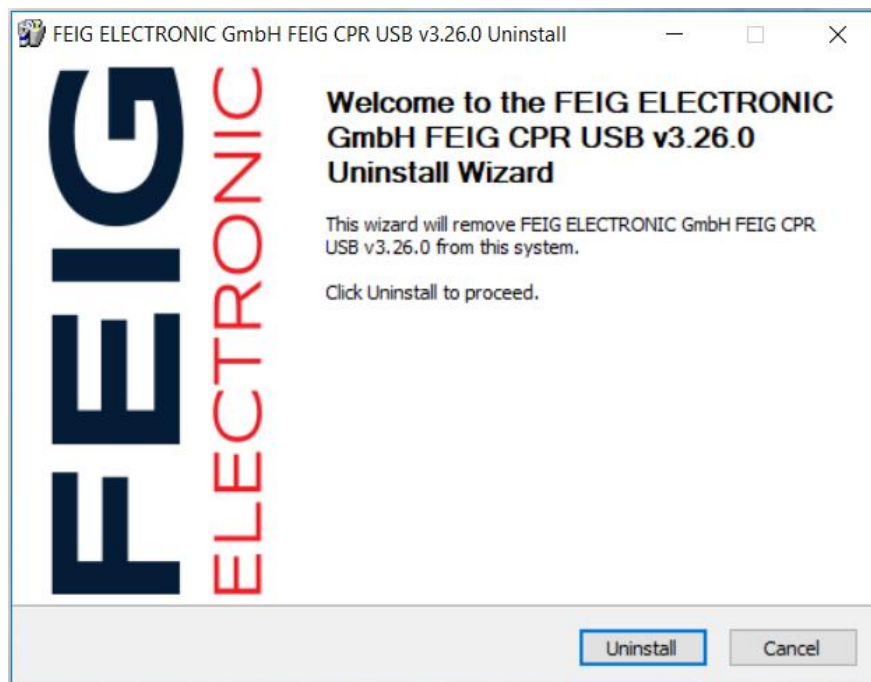 FEIG ELECTRONIC GmbH FEIG CPR USB v3.26.0 Uninstall
FEIG
ELECTRONIC
Welcome to the FEIG ELECTRONIC
GmbH FEIG CPR USB v3.26.0
Uninstall Wizard
This wizard will remove FEIG ELECTRONIC GmbH FEIG CPR
USB v3.26.0 from this system.
Click Uninstall to proceed.
Uninstall
Cancel